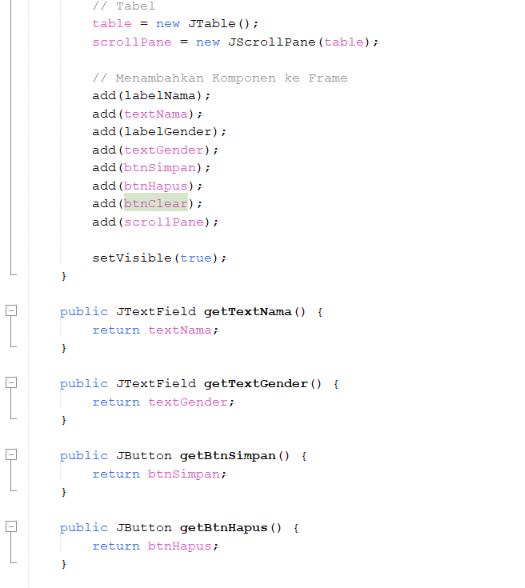 // Tabel
table = new JTable();
scrollPane = new JScrollPane(table);
// Menambahkan Komponen ke Frame
add(labelNama);
add(textNama);
add(labelGender);
add(textGender);
add(btnSimpan);
add(btnHapus);
add(btnClear);
add(scrollPane);
setVisible(true);
}
public JTextField getTextNama() {
return textNama;
}
public JTextField getTextGender() {
return textGender;
}
public JButton getBtnSimpan() {
return btnSimpan;
}
public JButton getBtnHapus() {
return btnHapus;
}